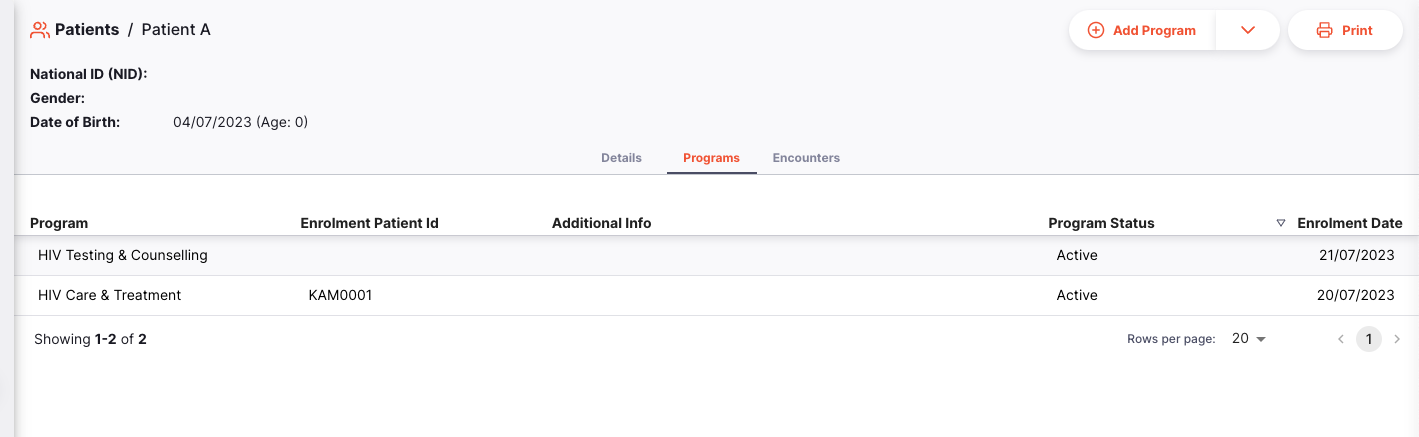 Patients / Patient A
Add Program
Print
National ID (NID):
Gender:
Date of Birth: 04/07/2023 (Age: 0)
Details Programs Encounters
Program Enrolment Patient Id Additional Info Program Status Enrolment Date
HIV Testing & Counselling Active 21/07/2023
HIV Care & Treatment KAM0001 Active 20/07/2023
Showing 1-2 of 2 Rows per page: 20 1